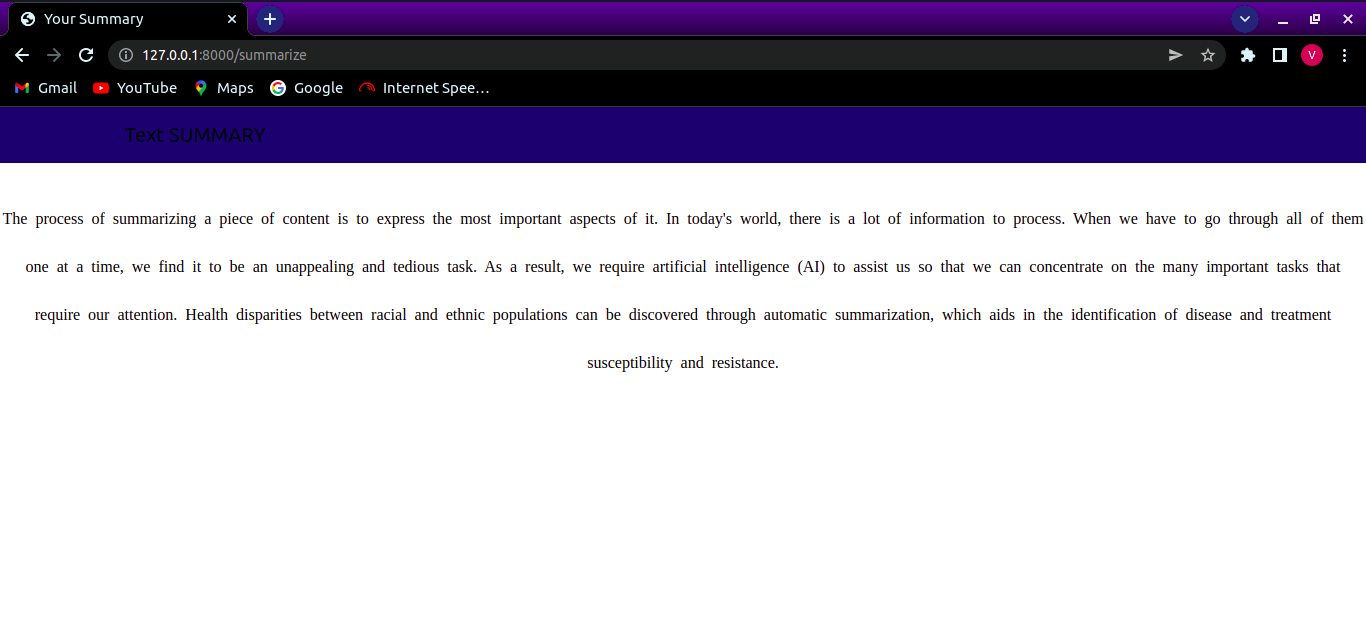 Your Summary
127.0.0.1:8000/summarize
V
Gmail YouTube Maps Google Internet Spee...
Text SUMMARY
The process of summarizing a piece of content is to express the most important aspects of it. In today's world, there is a lot of information to process. When we have to go through all of them
one at a time, we find it to be an unappealing and tedious task. As a result, we require artificial intelligence (AI) to assist us so that we can concentrate on the many important tasks that
require our attention. Health disparities between racial and ethnic populations can be discovered through automatic summarization, which aids in the identification of disease and treatment
susceptibility and resistance.